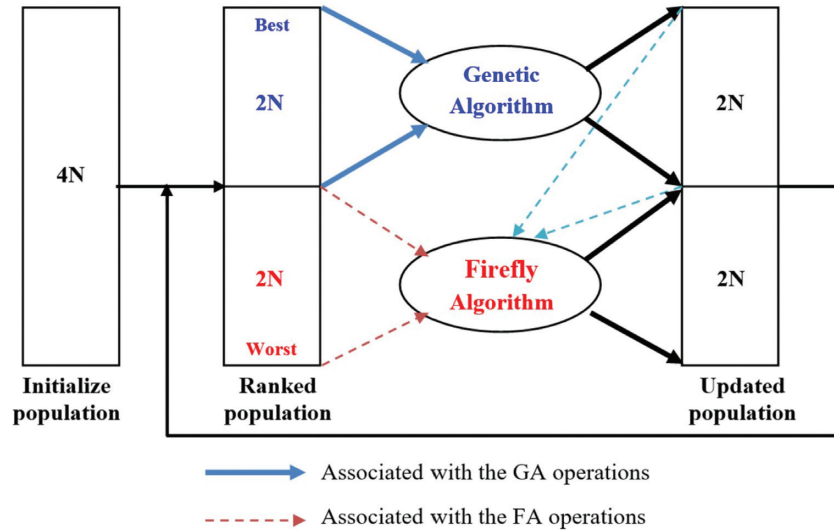 Best
2N
Genetic
Algorithm
2N
4N
2N
Worst
Firefly
Algorithm
2N
Initialize
population
Ranked
population
Updated
population
Associated with the GA operations
Associated with the FA operations